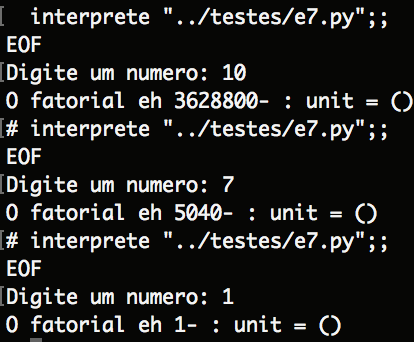 interprete "../testes/e7.py";;
EOF
Digite um numero: 10
O fatorial eh 3628800- : unit = ()
# interprete "../testes/e7.py";;
EOF
Digite um numero: 7
O fatorial eh 5040- : unit = ()
# interprete "../testes/e7.py";;
EOF
Digite um numero: 1
O fatorial eh 1- : unit = ()